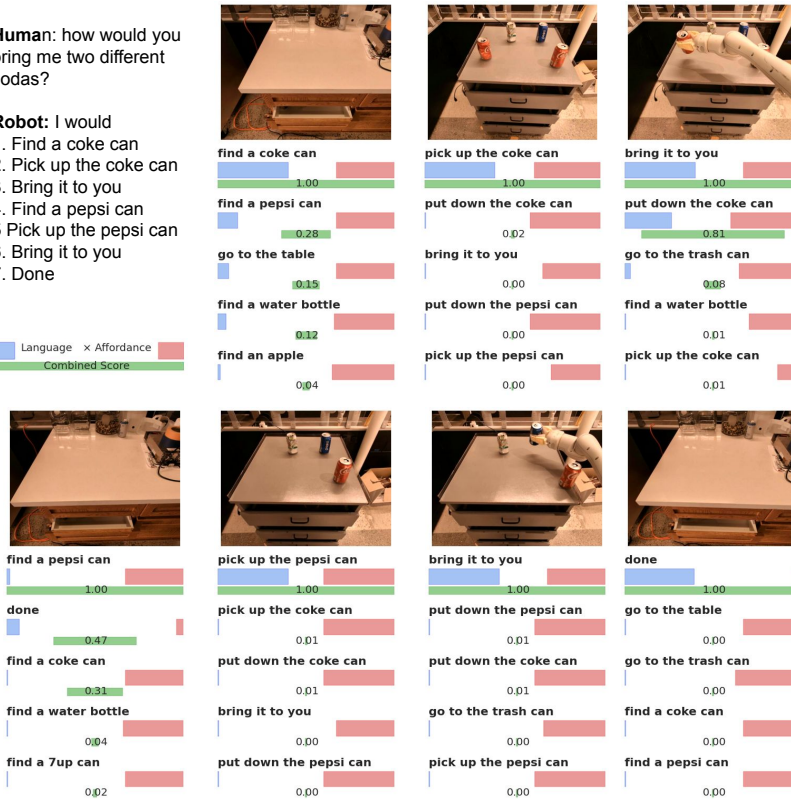 Human: how would you
bring me two different
sodas?
Robot: I would
1. Find a coke can
2. Pick up the coke can
3. Bring it to you
4. Find a pepsi can
5 Pick up the pepsi can
6. Bring it to you
7. Done
Language × Affordance
Combined Score
find a coke can
1.00
find a pepsi can
0.28
go to the table
0.15
find a water bottle
0.12
find an apple
0.04
pick up the coke can
1.00
put down the coke can
0.02
bring it to you
0.00
put down the pepsi can
0.00
pick up the pepsi can
0.00
bring it to you
1.00
put down the coke can
0.81
go to the trash can
0.08
find a water bottle
0.01
pick up the coke can
0.01
find a pepsi can
1.00
done
0.47
find a coke can
0.31
find a water bottle
0.04
find a 7up can
0.02
pick up the pepsi can
1.00
pick up the coke can
0.01
put down the coke can
0.01
bring it to you
0.00
put down the pepsi can
0.00
bring it to you
1.00
put down the pepsi can
0.01
put down the coke can
0.01
go to the trash can
0.00
pick up the pepsi can
0.00
done
1.00
go to the table
0.00
go to the trash can
0.00
find a coke can
0.00
find a pepsi can
0.00